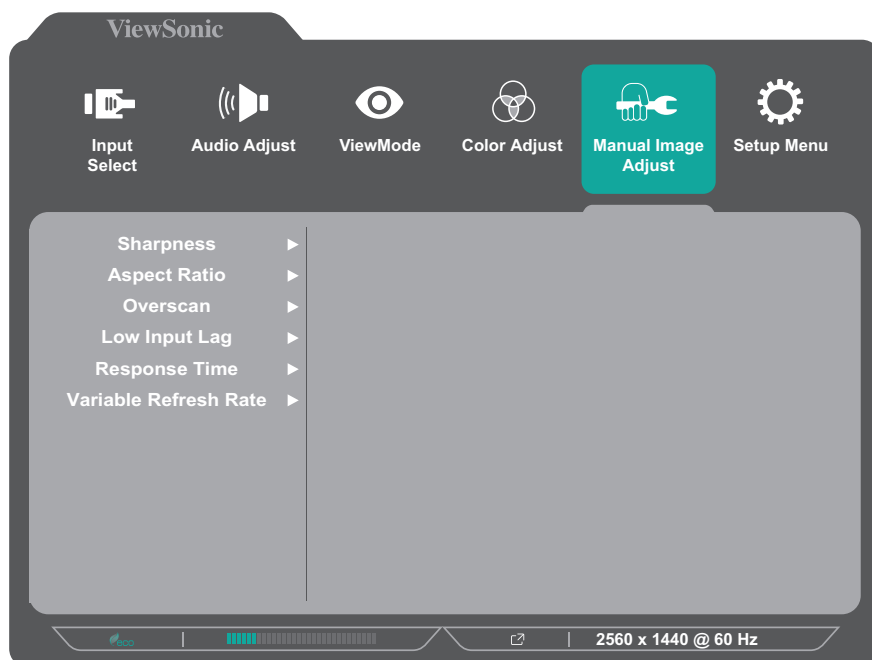 ViewSonic
Input
Select
Audio Adjust
ViewMode
Color Adjust
Manual Image
Adjust
Setup Menu
Sharpness
Aspect Ratio
Overscan
Low Input Lag
Response Time
Variable Refresh Rate
eco
2560 x 1440 @ 60 Hz